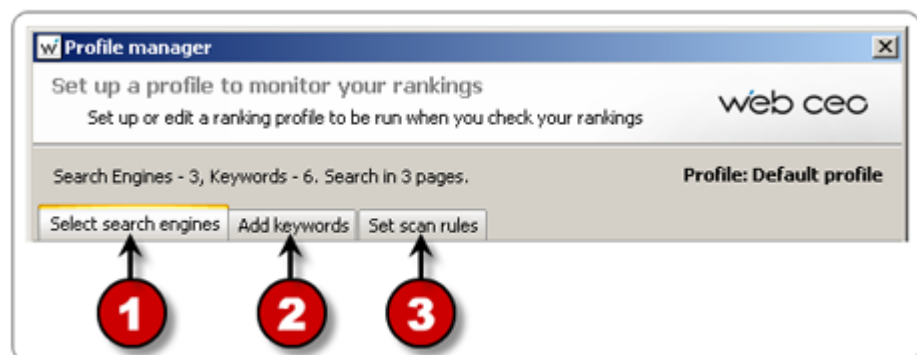 Profile manager
Set up a profile to monitor your rankings
Set up or edit a ranking profile to be run when you check your rankings
web ceo
Search Engines - 3, Keywords - 6. Search in 3 pages.
Profile: Default profile
Select search engines
Add keywords
Set scan rules
1
2
3